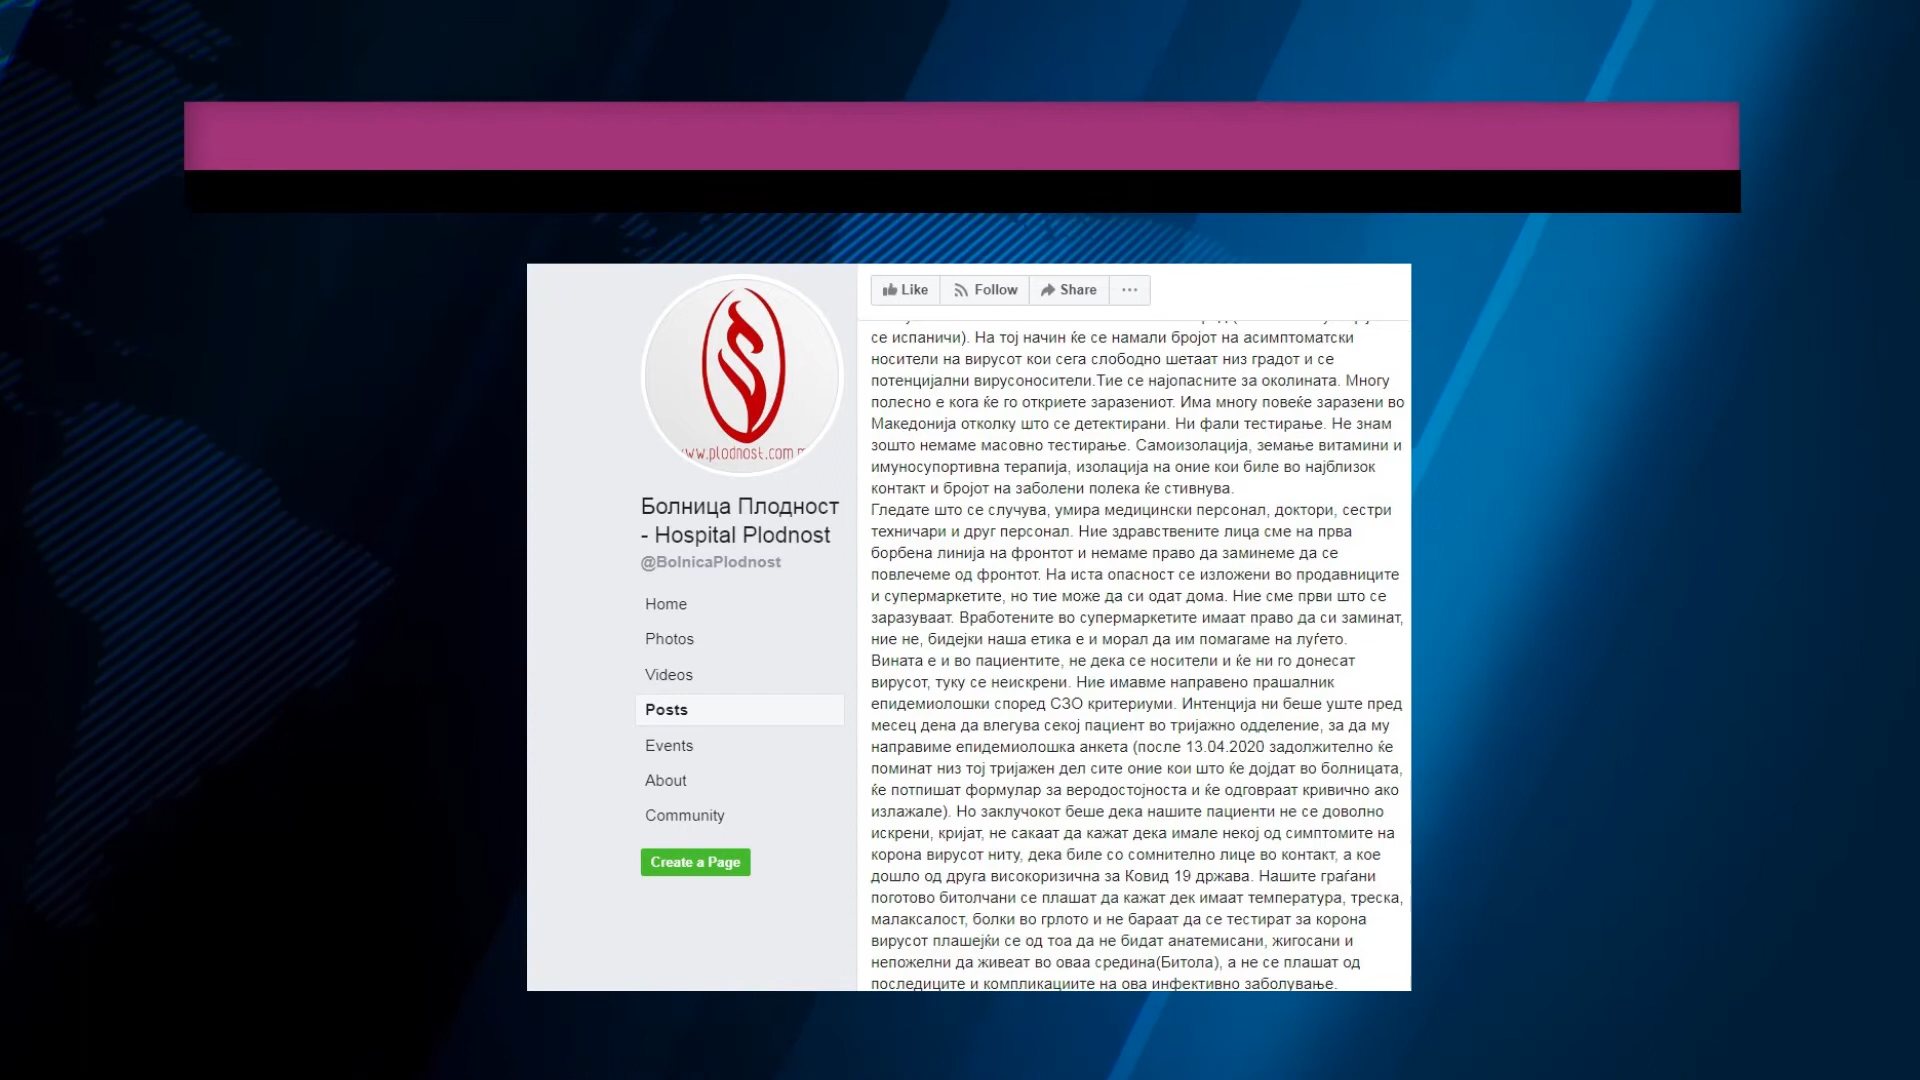 www.plodnost.com.m
Болница Плодност
- Hospital Plodnost
@BolnicaPlodnost
Home
Photos
Videos
Posts
Events
About
Community
Create a Page
Like Follow Share ...
се испаничи). На тој начин ќе се намали бројот на асимптоматски
носители на вирусот кои сега слободно шетаат низ градот и се
потенцијални вирусоносители.Тие се најопасните за околината. Многу
полесно е кога ќе го откриете заразениот. Има многу повеќе заразени во
Македонија отколку што се детектирани. Ни фали тестирање. Не знам
зошто немаме масовно тестирање. Самоизолација, земање витамини и
имуносупортивна терапија, изолација на оние кои биле во најблизок
контакт и бројот на заболени полека ќе стивнува.
Гледате што се случува, умира медицински персонал, доктори, сестри
техничари и друг персонал. Ние здравствените лица сме на прва
борбена линија на фронтот и немаме право да заминеме да се
повлечеме од фронтот. На иста опасност се изложени во продавниците
и супермаркетите, но тие може да си одат дома. Ние сме први што се
заразуваат. Вработените во супермаркетите имаат право да си заминат,
ние не, бидејки наша етика е и морал да им помагаме на луѓето.
Вината е и во пациентите, не дека се носители и ќе ни го донесат
вирусот, туку се неискрени. Ние имавме направено прашалник
епидемиолошки според СЗО критериуми. Интенција ни беше уште пред
месец дена да влегува секој пациент во тријажно одделение, за да му
направиме епидемиолошка анкета (после 13.04.2020 задолжително ќе
поминат низ тој тријажен дел сите оние кои што ќе дојдат во болницата,
ќе потпишат формулар за веродостојноста и ќе одговраат кривично ако
излажале). Но заклучокот беше дека нашите пациенти не се доволно
искрени, кријат, не сакаат да кажат дека имале некој од симптомите на
корона вирусот ниту, дека биле со сомнително лице во контакт, а кое
дошло од друга високоризична за Ковид 19 држава. Нашите граѓани
поготово битолчани се плашат да кажат дек имаат температура, треска,
малаксалост, болки во грлото и не бараат да се тестират за корона
вирусот плашејќи се од тоа да не бидат анатемисани, жигосани и
непожелни да живеат во оваа средина(Битола), а не се плашат од
последиците и компликациите на ова инфективно заболување.